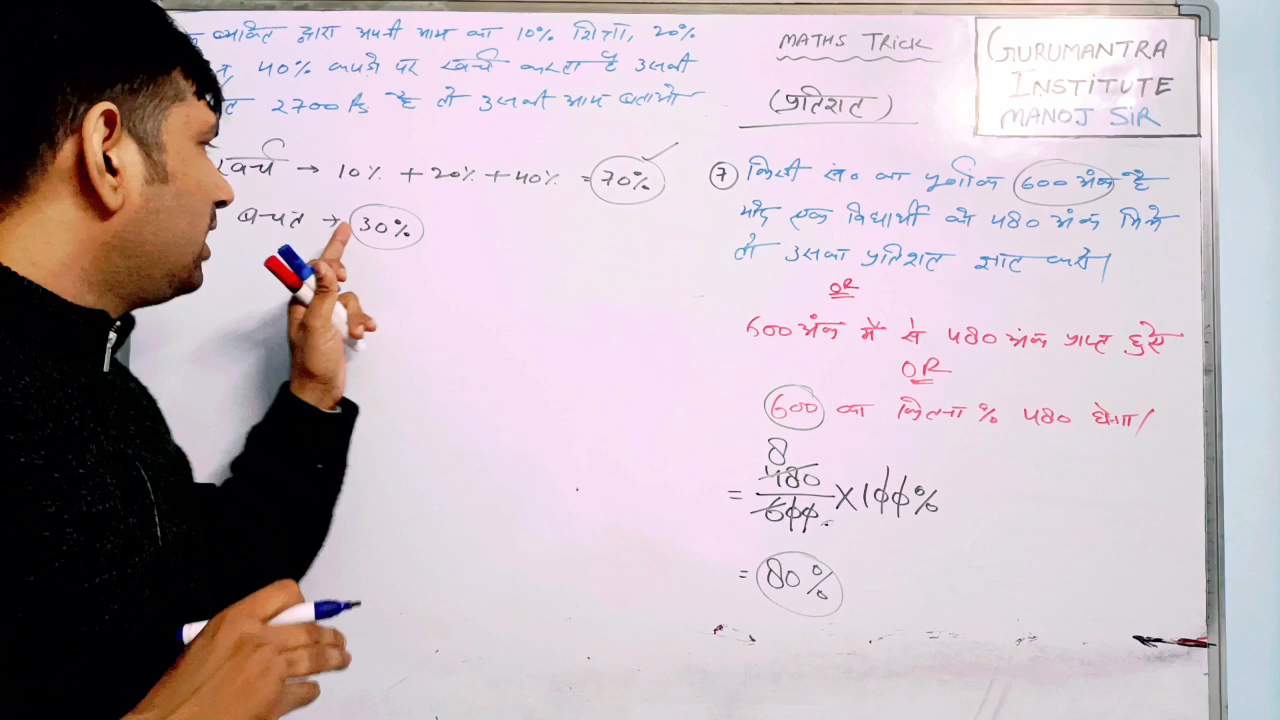 व्यक्ति द्वारा अपनी आय का 10% शिक्षा, 20%
40% कपडे पर खर्च करता है उसकी
2700 Rs है तो उसकी आय बताओ
खर्च → 10% + 20% + 40% = 70%
बचत → 30%
MATHS TRICK
(प्रतिशत)
GURUMANTRA
INSTITUTE
MANOJ SIR
7 किसी सं० का पूर्णांक 600 अंक है
यदि एक विधार्थी को 480 अंक मिले
तो उसका प्रतिशत ज्ञात करो।
OR
600 अंक में से 480 अंक प्राप्त हुए
OR
600 का कितना % 480 होगा।
8
= 480/600 × 100%
= 80%